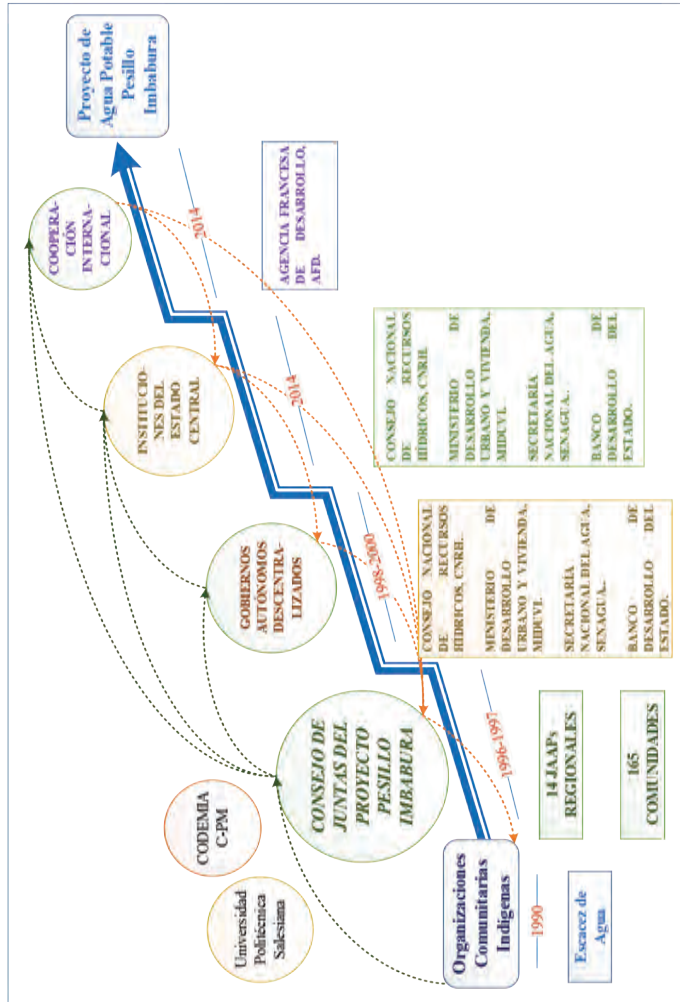 Proyecto de
Agua Potable
Pesillo
Imbabura
COOPERA-
CIÓN
INTERNA-
CIONAL
2014
AGENCIA FRANCESA
DE DESARROLLO,
AFD.
INSTITUCIO-
NES DEL
ESTADO
CENTRAL
2014
CONSEJO NACIONAL
DE RECURSOS
HÍDRICOS, CNRH.
MINISTERIO DE
DESARROLLO
URBANO Y VIVIENDA,
MIDUVI.
SECRETARÍA
NACIONAL DEL AGUA,
SENAGUA..
BANCO DE
DESARROLLO DEL
ESTADO.
GOBIERNOS
AUTÓNOMOS
DESCENTRA-
LIZADOS
1998-2000
CONSEJO NACIONAL
DE RECURSOS
HÍDRICOS, CNRH.
MINISTERIO DE
DESARROLLO
URBANO Y VIVIENDA,
MIDUVI.
SECRETARÍA
NACIONAL DEL AGUA,
SENAGUA..
BANCO DE
DESARROLLO DEL
ESTADO.
CODEMIA
C-PM
Universidad
Politécnica
Salesiana
CONSEJO DE
JUNTAS DEL
PROYECTO
PESILLO
IMBABURA
1996-1997
14 JAAPs
REGIONALES
165
COMUNIDADES
Organizaciones
Comunitarias
Indígenas
1990
Escacez de
Agua